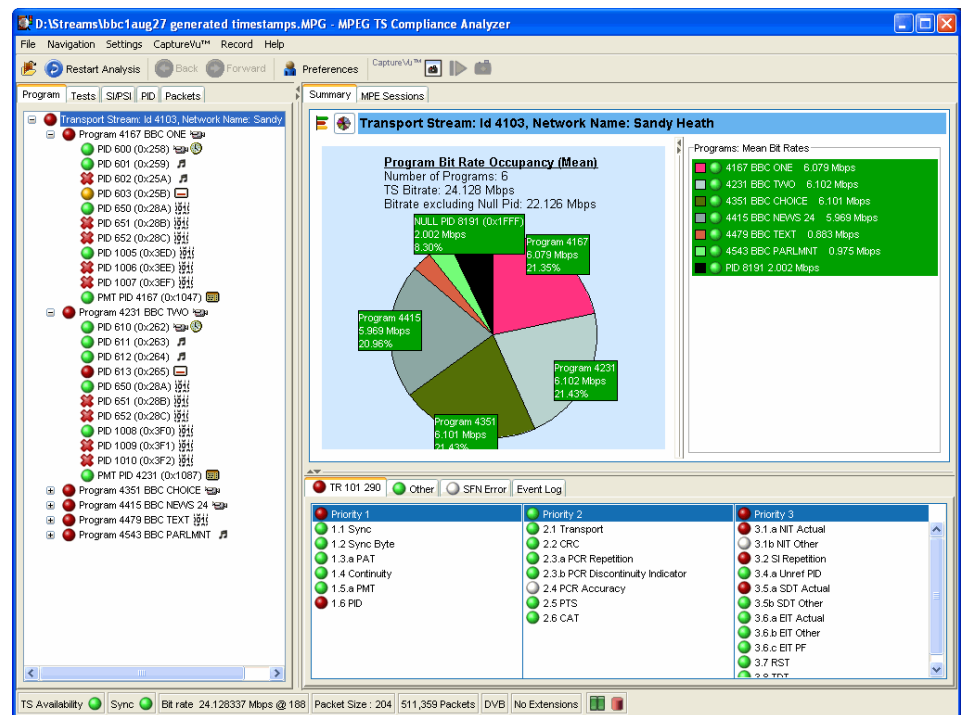 D:\Streams\bbc1aug27 generated timestamps.MPG - MPEG TS Compliance Analyzer
File Navigation Settings CaptureVu™ Record Help
Restart Analysis Back Forward Preferences CaptureVu™
Program Tests SI/PSI PID Packets
Transport Stream: Id 4103, Network Name: Sandy
Program 4167 BBC ONE
PID 600 (0x258)
PID 601 (0x259)
PID 602 (0x25A)
PID 603 (0x25B)
PID 650 (0x28A)
PID 651 (0x28B)
PID 652 (0x28C)
PID 1005 (0x3ED)
PID 1006 (0x3EE)
PID 1007 (0x3EF)
PMT PID 4167 (0x1047)
Program 4231 BBC TWO
PID 610 (0x262)
PID 611 (0x263)
PID 612 (0x264)
PID 613 (0x265)
PID 650 (0x28A)
PID 651 (0x28B)
PID 652 (0x28C)
PID 1008 (0x3F0)
PID 1009 (0x3F1)
PID 1010 (0x3F2)
PMT PID 4231 (0x1087)
Program 4351 BBC CHOICE
Program 4415 BBC NEWS 24
Program 4479 BBC TEXT
Program 4543 BBC PARLMNT
Summary MPE Sessions
Transport Stream: Id 4103, Network Name: Sandy Heath
Program Bit Rate Occupancy (Mean)
Number of Programs: 6
TS Bitrate: 24.128 Mbps
Bitrate excluding Null Pid: 22.126 Mbps
NULL PID 8191 (0x1FFF)
2.002 Mbps
8.30%
Program 4167
6.079 Mbps
21.35%
Program 4415
5.969 Mbps
20.96%
Program 4231
6.102 Mbps
21.43%
Program 4351
6.101 Mbps
21.43%
Programs: Mean Bit Rates
4167 BBC ONE 6.079 Mbps
4231 BBC TWO 6.102 Mbps
4351 BBC CHOICE 6.101 Mbps
4415 BBC NEWS 24 5.969 Mbps
4479 BBC TEXT 0.883 Mbps
4543 BBC PARLMNT 0.975 Mbps
PID 8191 2.002 Mbps
TR 101 290 Other SFN Error Event Log
Priority 1
1.1 Sync
1.2 Sync Byte
1.3.a PAT
1.4 Continuity
1.5.a PMT
1.6 PID
Priority 2
2.1 Transport
2.2 CRC
2.3.a PCR Repetition
2.3.b PCR Discontinuity Indicator
2.4 PCR Accuracy
2.5 PTS
2.6 CAT
Priority 3
3.1.a NIT Actual
3.1b NIT Other
3.2 SI Repetition
3.4.a Unref PID
3.5.a SDT Actual
3.5b SDT Other
3.6.a EIT Actual
3.6.b EIT Other
3.6.c EIT PF
3.7 RST
3.8 TDT
TS Availability Sync Bit rate 24.128337 Mbps @ 188 Packet Size : 204 511,359 Packets DVB No Extensions